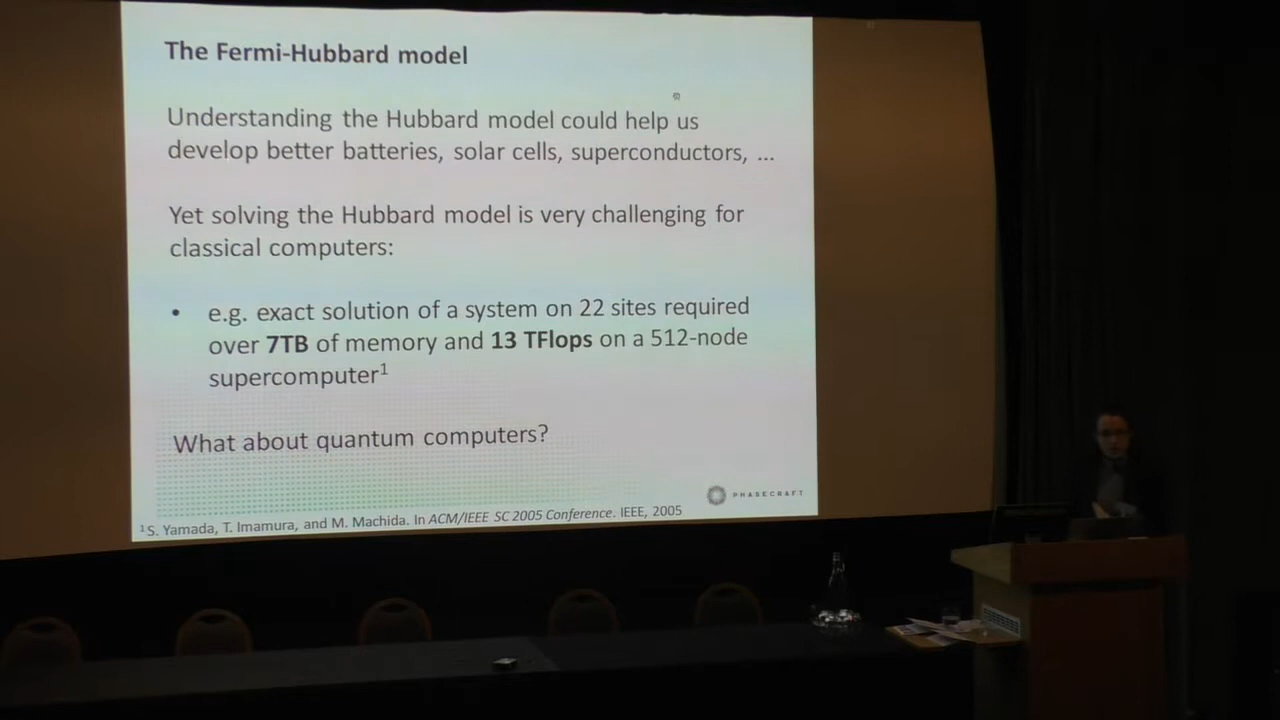 The Fermi-Hubbard model
Understanding the Hubbard model could help us
develop better batteries, solar cells, superconductors, ...
Yet solving the Hubbard model is very challenging for
classical computers:
• e.g. exact solution of a system on 22 sites required
over 7TB of memory and 13 TFlops on a 512-node
supercomputer¹
What about quantum computers?
PHASECRAFT
¹S. Yamada, T. Imamura, and M. Machida. In ACM/IEEE SC 2005 Conference. IEEE, 2005